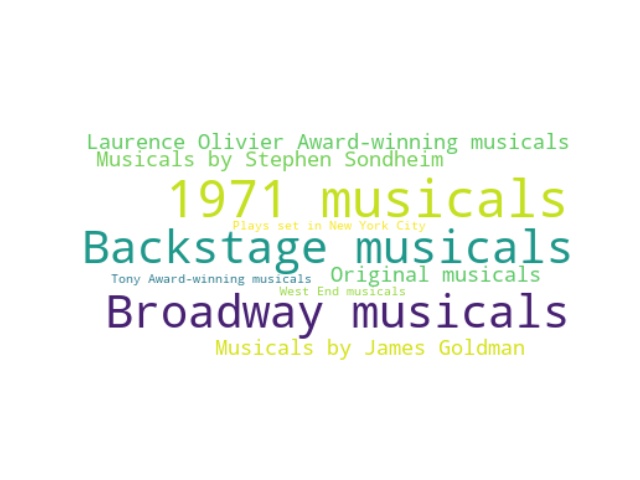 Laurence Olivier Award-winning musicals
Musicals by Stephen Sondheim
1971 musicals
Plays set in New York City
Backstage musicals
Tony Award-winning musicals
Original musicals
West End musicals
Broadway musicals
Musicals by James Goldman